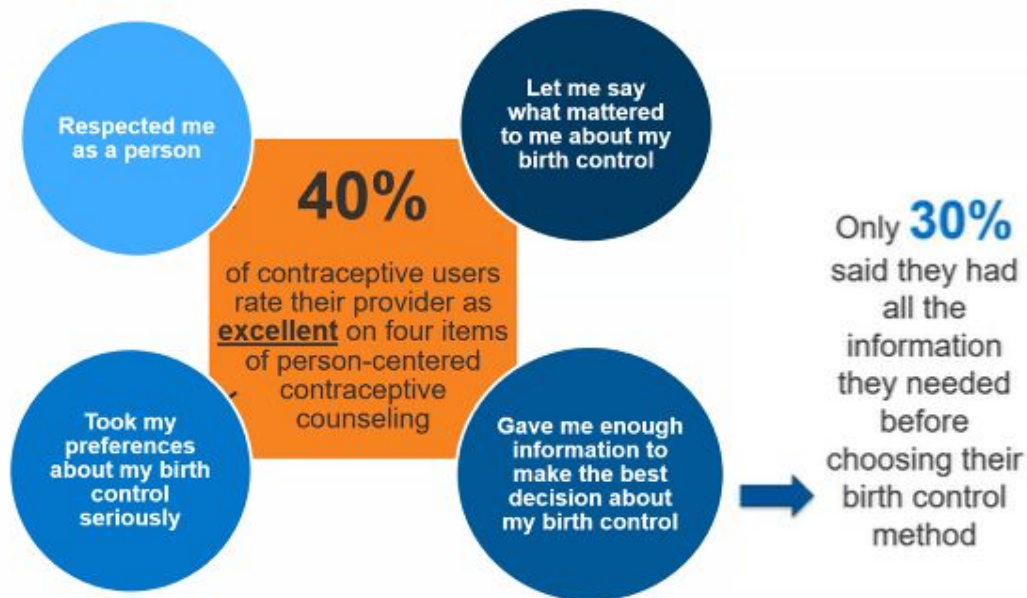 Respected me
as a person
Let me say
what mattered
to me about my
birth control
40%
of contraceptive users
rate their provider as
excellent on four items
of person-centered
contraceptive
counseling
Took my
preferences
about my birth
control
seriously
Gave me enough
information to
make the best
decision about
my birth control
Only 30%
said they had
all the
information
they needed
before
choosing their
birth control
method